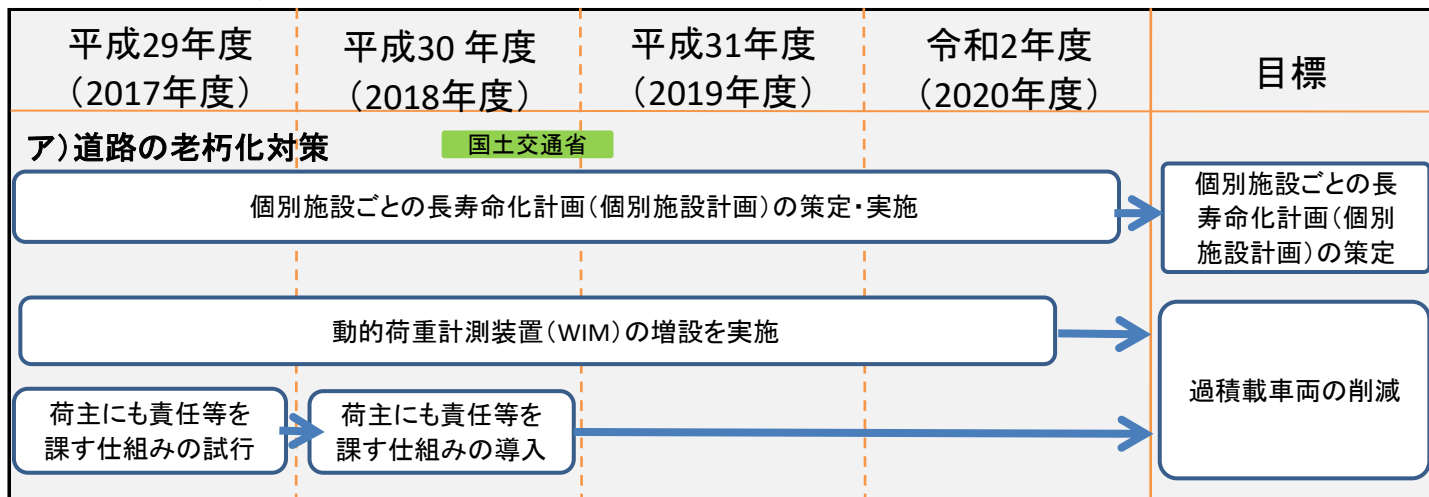 平成29年度
（2017年度）
平成30 年度
（2018年度）
平成31年度
（2019年度）
令和2年度
（2020年度）
目標
ア）道路の老朽化対策
国土交通省
個別施設ごとの長寿命化計画（個別施設計画）の策定・実施
個別施設ごとの長
寿命化計画（個別
施設計画）の策定
動的荷重計測装置（WIM）の増設を実施
荷主にも責任等を
課す仕組みの試行
荷主にも責任等を
課す仕組みの導入
過積載車両の削減